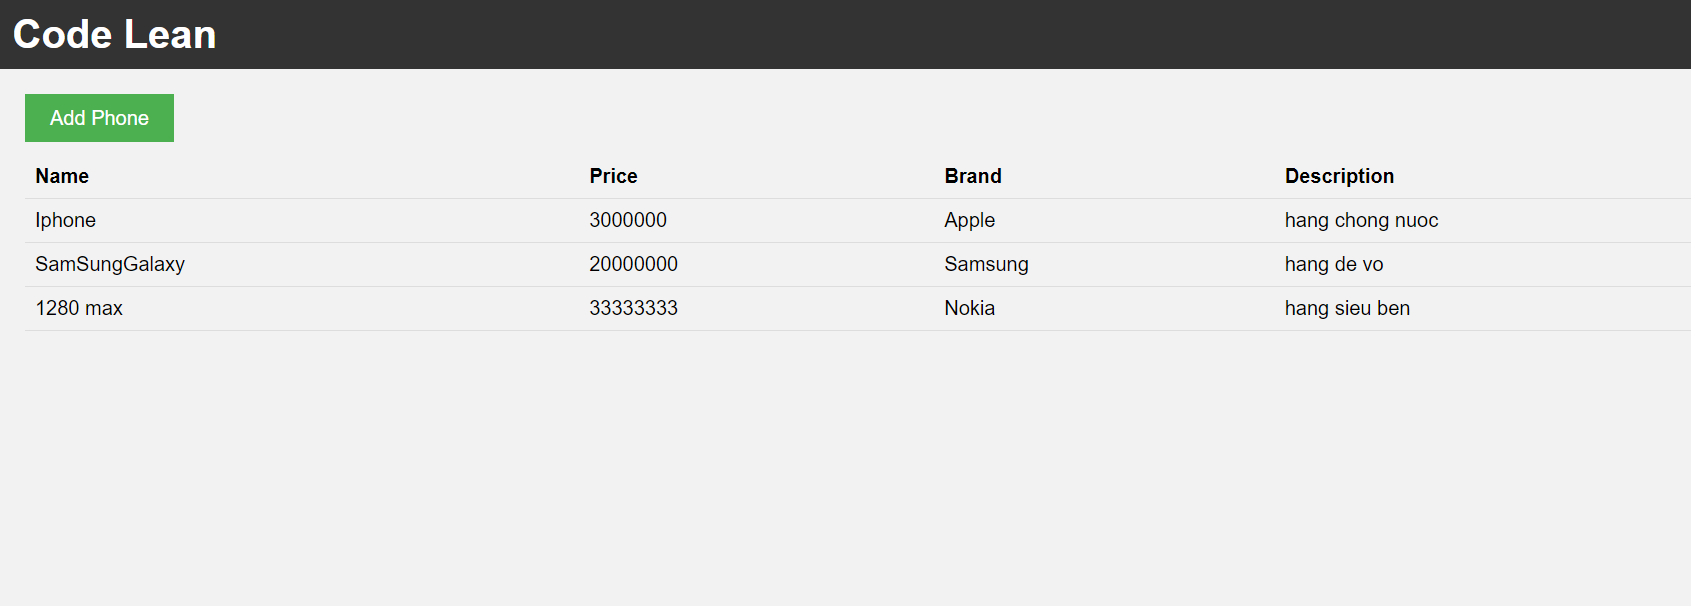 Code Lean
Add Phone
Name Price Brand Description
Iphone 3000000 Apple hang chong nuoc
SamSungGalaxy 20000000 Samsung hang de vo
1280 max 33333333 Nokia hang sieu ben